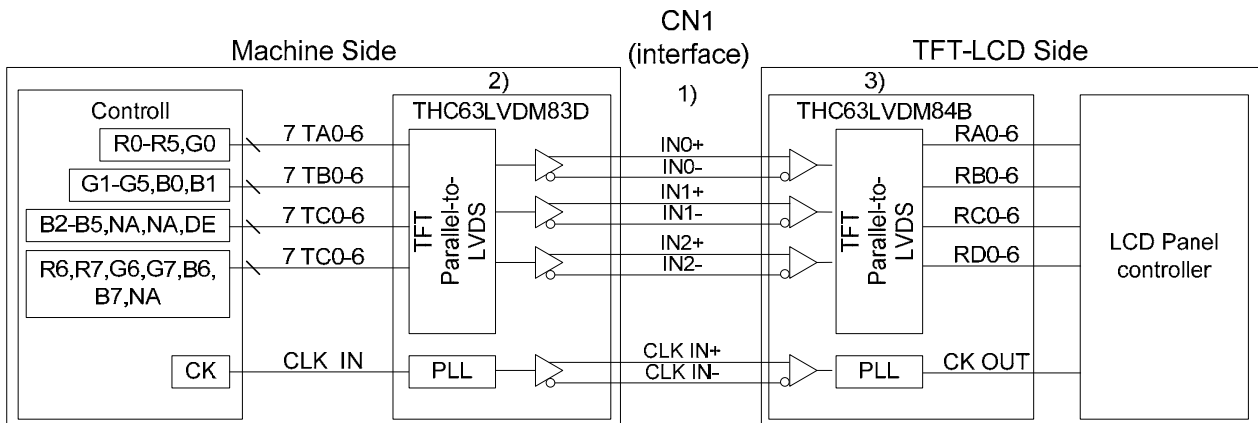 CN1
(interface)
Machine Side
TFT-LCD Side
2)
1)
3)
Controll
THC63LVDM83D
THC63LVDM84B
R0-R5,G0
7 TA0-6
G1-G5,B0,B1
7 TB0-6
B2-B5,NA,NA,DE
7 TC0-6
R6,R7,G6,G7,B6,
B7,NA
7 TC0-6
CK
CLK IN
TFT
Parallel-to-
LVDS
PLL
IN0+
IN0-
IN1+
IN1-
IN2+
IN2-
CLK IN+
CLK IN-
TFT
Parallel-to-
LVDS
PLL
RA0-6
RB0-6
RC0-6
RD0-6
CK OUT
LCD Panel
controller